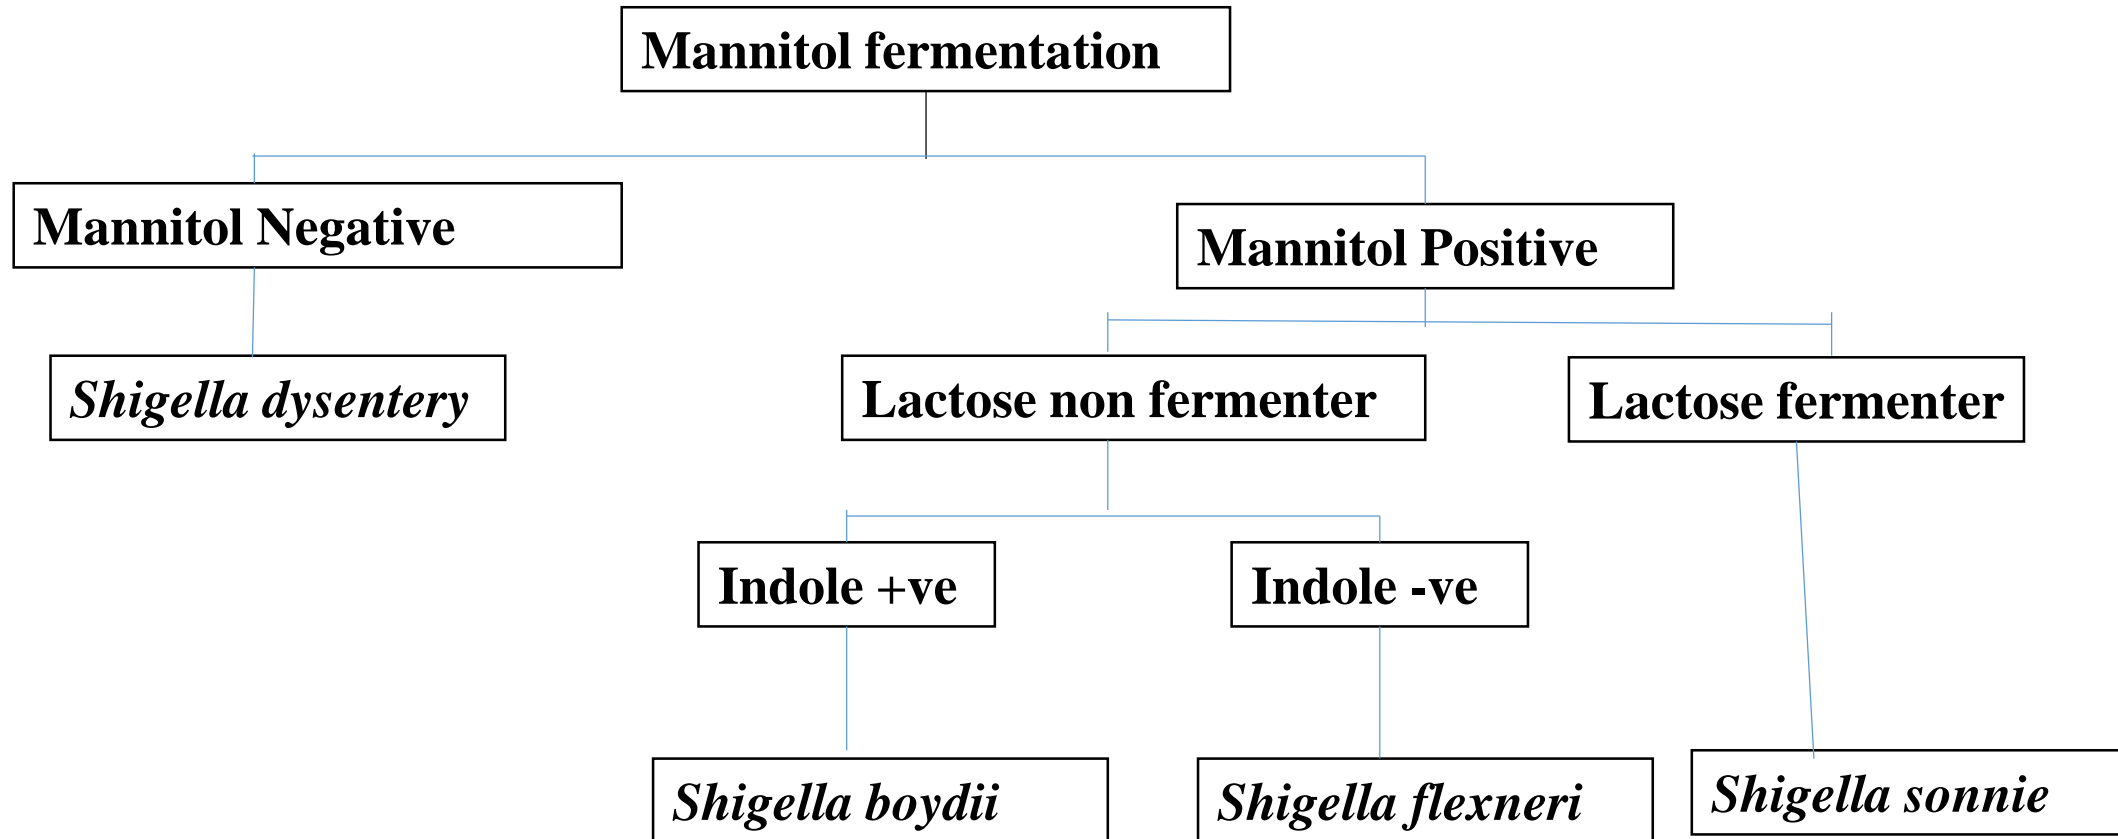 Mannitol fermentation
Mannitol Negative
Mannitol Positive
Shigella dysentery
Lactose non fermenter
Lactose fermenter
Indole +ve
Indole -ve
Shigella boydii
Shigella flexneri
Shigella sonnie